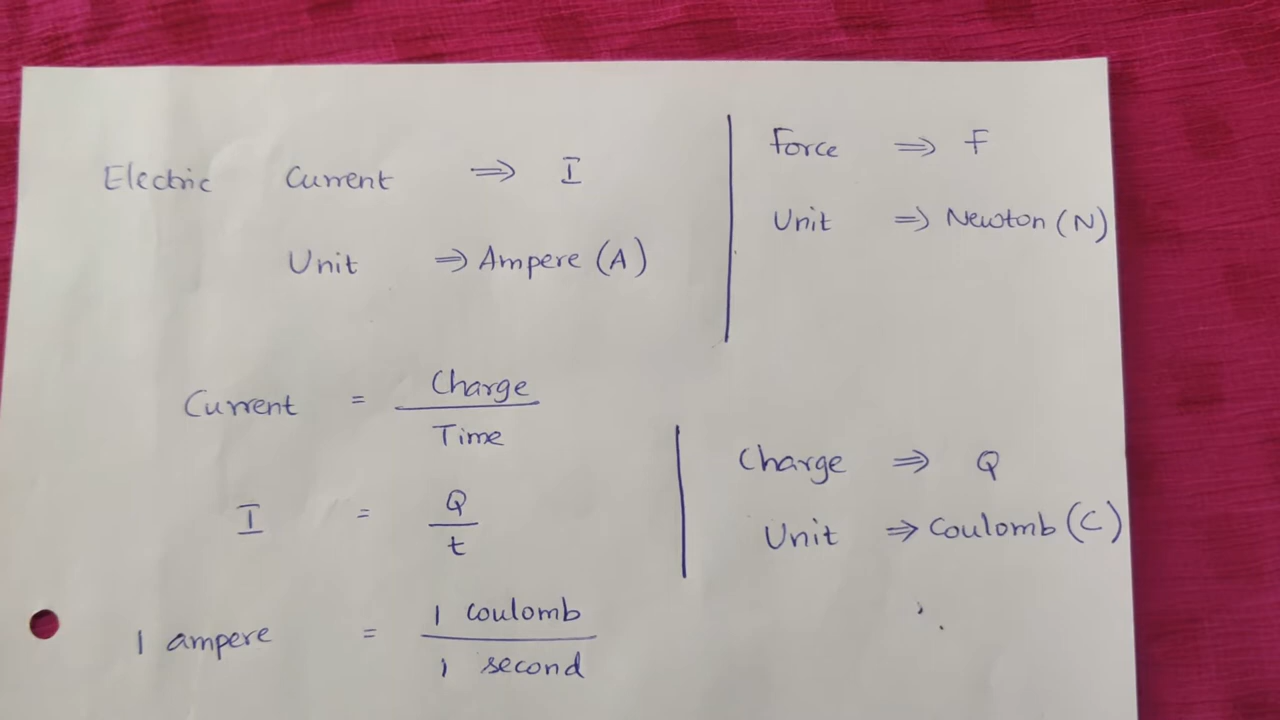 Electric Current ⇒ I
Unit ⇒ Ampere (A)
Force ⇒ F
Unit ⇒ Newton (N)
Current = Charge / Time
I = Q / t
1 ampere = 1 coulomb / 1 second
Charge ⇒ Q
Unit ⇒ Coulomb (C)